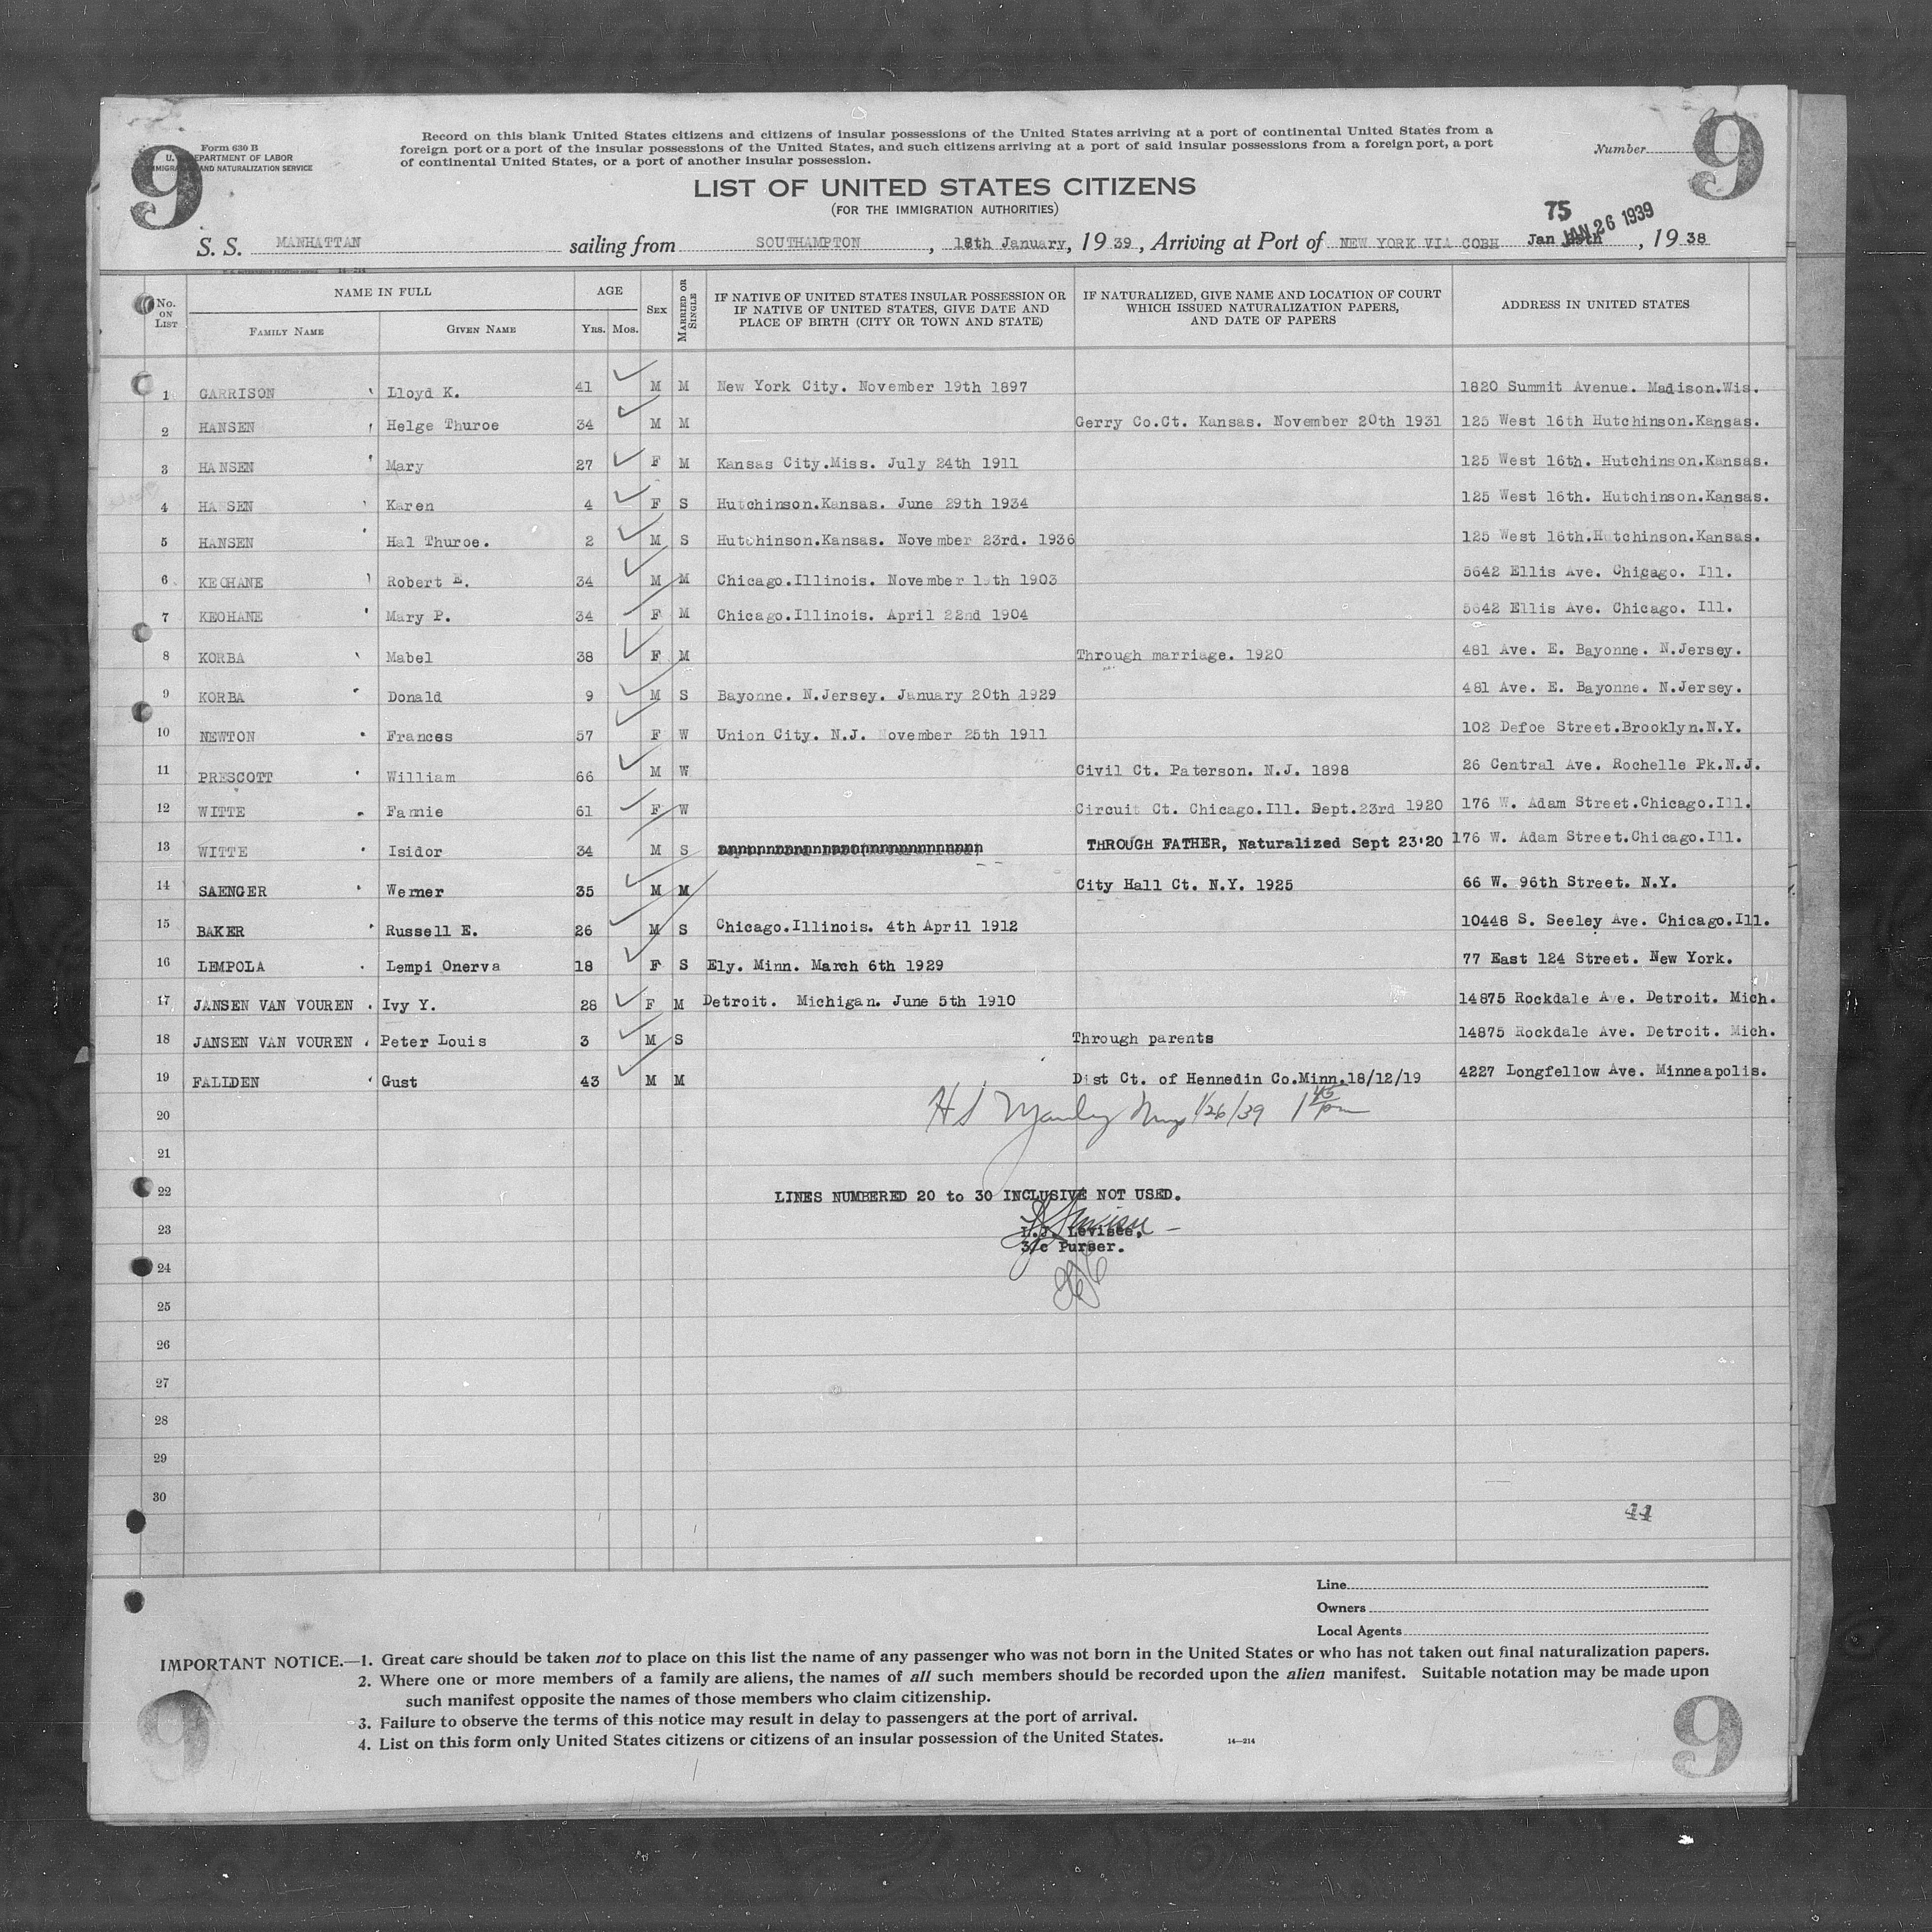 9
Form 630 B
U. S. DEPARTMENT OF LABOR
IMMIGRATION AND NATURALIZATION SERVICE
Record on this blank United States citizens and citizens of insular possessions of the United States arriving at a port of continental United States from a
foreign port or a port of the insular possessions of the United States, and such citizens arriving at a port of said insular possessions from a foreign port, a port
of continental United States, or a port of another insular possession.
Number
9
LIST OF UNITED STATES CITIZENS
(FOR THE IMMIGRATION AUTHORITIES)
75
JAN 26 1939
S. S. MANHATTAN sailing from SOUTHAMPTON, 18th January, 19 39, Arriving at Port of NEW YORK VIA COBH Jan, 19 38
No. ON LIST
NAME IN FULL
FAMILY NAME GIVEN NAME
AGE
YRS. MOS.
SEX
MARRIED OR SINGLE
IF NATIVE OF UNITED STATES INSULAR POSSESSION OR
IF NATIVE OF UNITED STATES, GIVE DATE AND
PLACE OF BIRTH (CITY OR TOWN AND STATE)
IF NATURALIZED, GIVE NAME AND LOCATION OF COURT
WHICH ISSUED NATURALIZATION PAPERS,
AND DATE OF PAPERS
ADDRESS IN UNITED STATES
1 GARRISON Lloyd K. 41 M M New York City. November 19th 1897 1820 Summit Avenue. Madison.Wis.
2 HANSEN Helge Thuroe 34 M M Gerry Co.Ct. Kansas. November 20th 1931 125 West 16th Hutchinson.Kansas.
3 HANSEN Mary 27 F M Kansas City.Miss. July 24th 1911 125 West 16th. Hutchinson.Kansas.
4 HANSEN Karen 4 F S Hutchinson.Kansas. June 29th 1934 125 West 16th. Hutchinson.Kansas.
5 HANSEN Hal Thuroe. 2 M S Hutchinson.Kansas. November 23rd. 1936 125 West 16th.Hutchinson.Kansas.
6 KEOHANE Robert E. 34 M M Chicago.Illinois. November 1903 5642 Ellis Ave. Chicago. Ill.
7 KEOHANE Mary P. 34 F M Chicago.Illinois. April 22nd 1904 5642 Ellis Ave. Chicago. Ill.
8 KORBA Mabel 38 F M Through marriage. 1920 481 Ave. E. Bayonne. N.Jersey.
9 KORBA Donald 9 M S Bayonne. N.Jersey. January 20th 1929 481 Ave. E. Bayonne. N.Jersey.
10 NEWTON Frances 57 F W Union City. N.J. November 25th 1911 102 Defoe Street.Brooklyn.N.Y.
11 PRESCOTT William 66 M W Civil Ct. Paterson. N.J. 1898 26 Central Ave. Rochelle Pk.N.J.
12 WITTE Fannie 61 F W Circuit Ct. Chicago.Ill. Sept.23rd 1920 176 W. Adam Street.Chicago.Ill.
13 WITTE Isidor 34 M S THROUGH FATHER, Naturalized Sept 23'20 176 W. Adam Street.Chicago.Ill.
14 SAENGER Werner 35 M M City Hall Ct. N.Y. 1925 66 W. 96th Street. N.Y.
15 BAKER Russell E. 26 M S Chicago.Illinois. 4th April 1912 10448 S. Seeley Ave. Chicago.Ill.
16 LEMPOLA Lempi Onerva 18 F S Ely. Minn. March 6th 1929 77 East 124 Street. New York.
17 JANSEN VAN VOUREN Ivy Y. 28 F M Detroit. Michigan. June 5th 1910 14875 Rockdale Ave. Detroit. Mich.
18 JANSEN VAN VOUREN Peter Louis 3 M S Through parents 14875 Rockdale Ave. Detroit. Mich.
19 FALLDEN Gust 43 M M Dist Ct. of Hennedin Co.Minn.18/12/19 4227 Longfellow Ave. Minneapolis.
20 1/26/39 1 45 pm
21
22 LINES NUMBERED 20 to 30 INCLUSIVE NOT USED.
23 L.J. Levisee,
3/c Purser.
24
25
26
27
28
29
30
44
Line
Owners
Local Agents
IMPORTANT NOTICE.—1. Great care should be taken not to place on this list the name of any passenger who was not born in the United States or who has not taken out final naturalization papers.
2. Where one or more members of a family are aliens, the names of all such members should be recorded upon the alien manifest. Suitable notation may be made upon
such manifest opposite the names of those members who claim citizenship.
3. Failure to observe the terms of this notice may result in delay to passengers at the port of arrival.
4. List on this form only United States citizens or citizens of an insular possession of the United States.
14—214
9
9